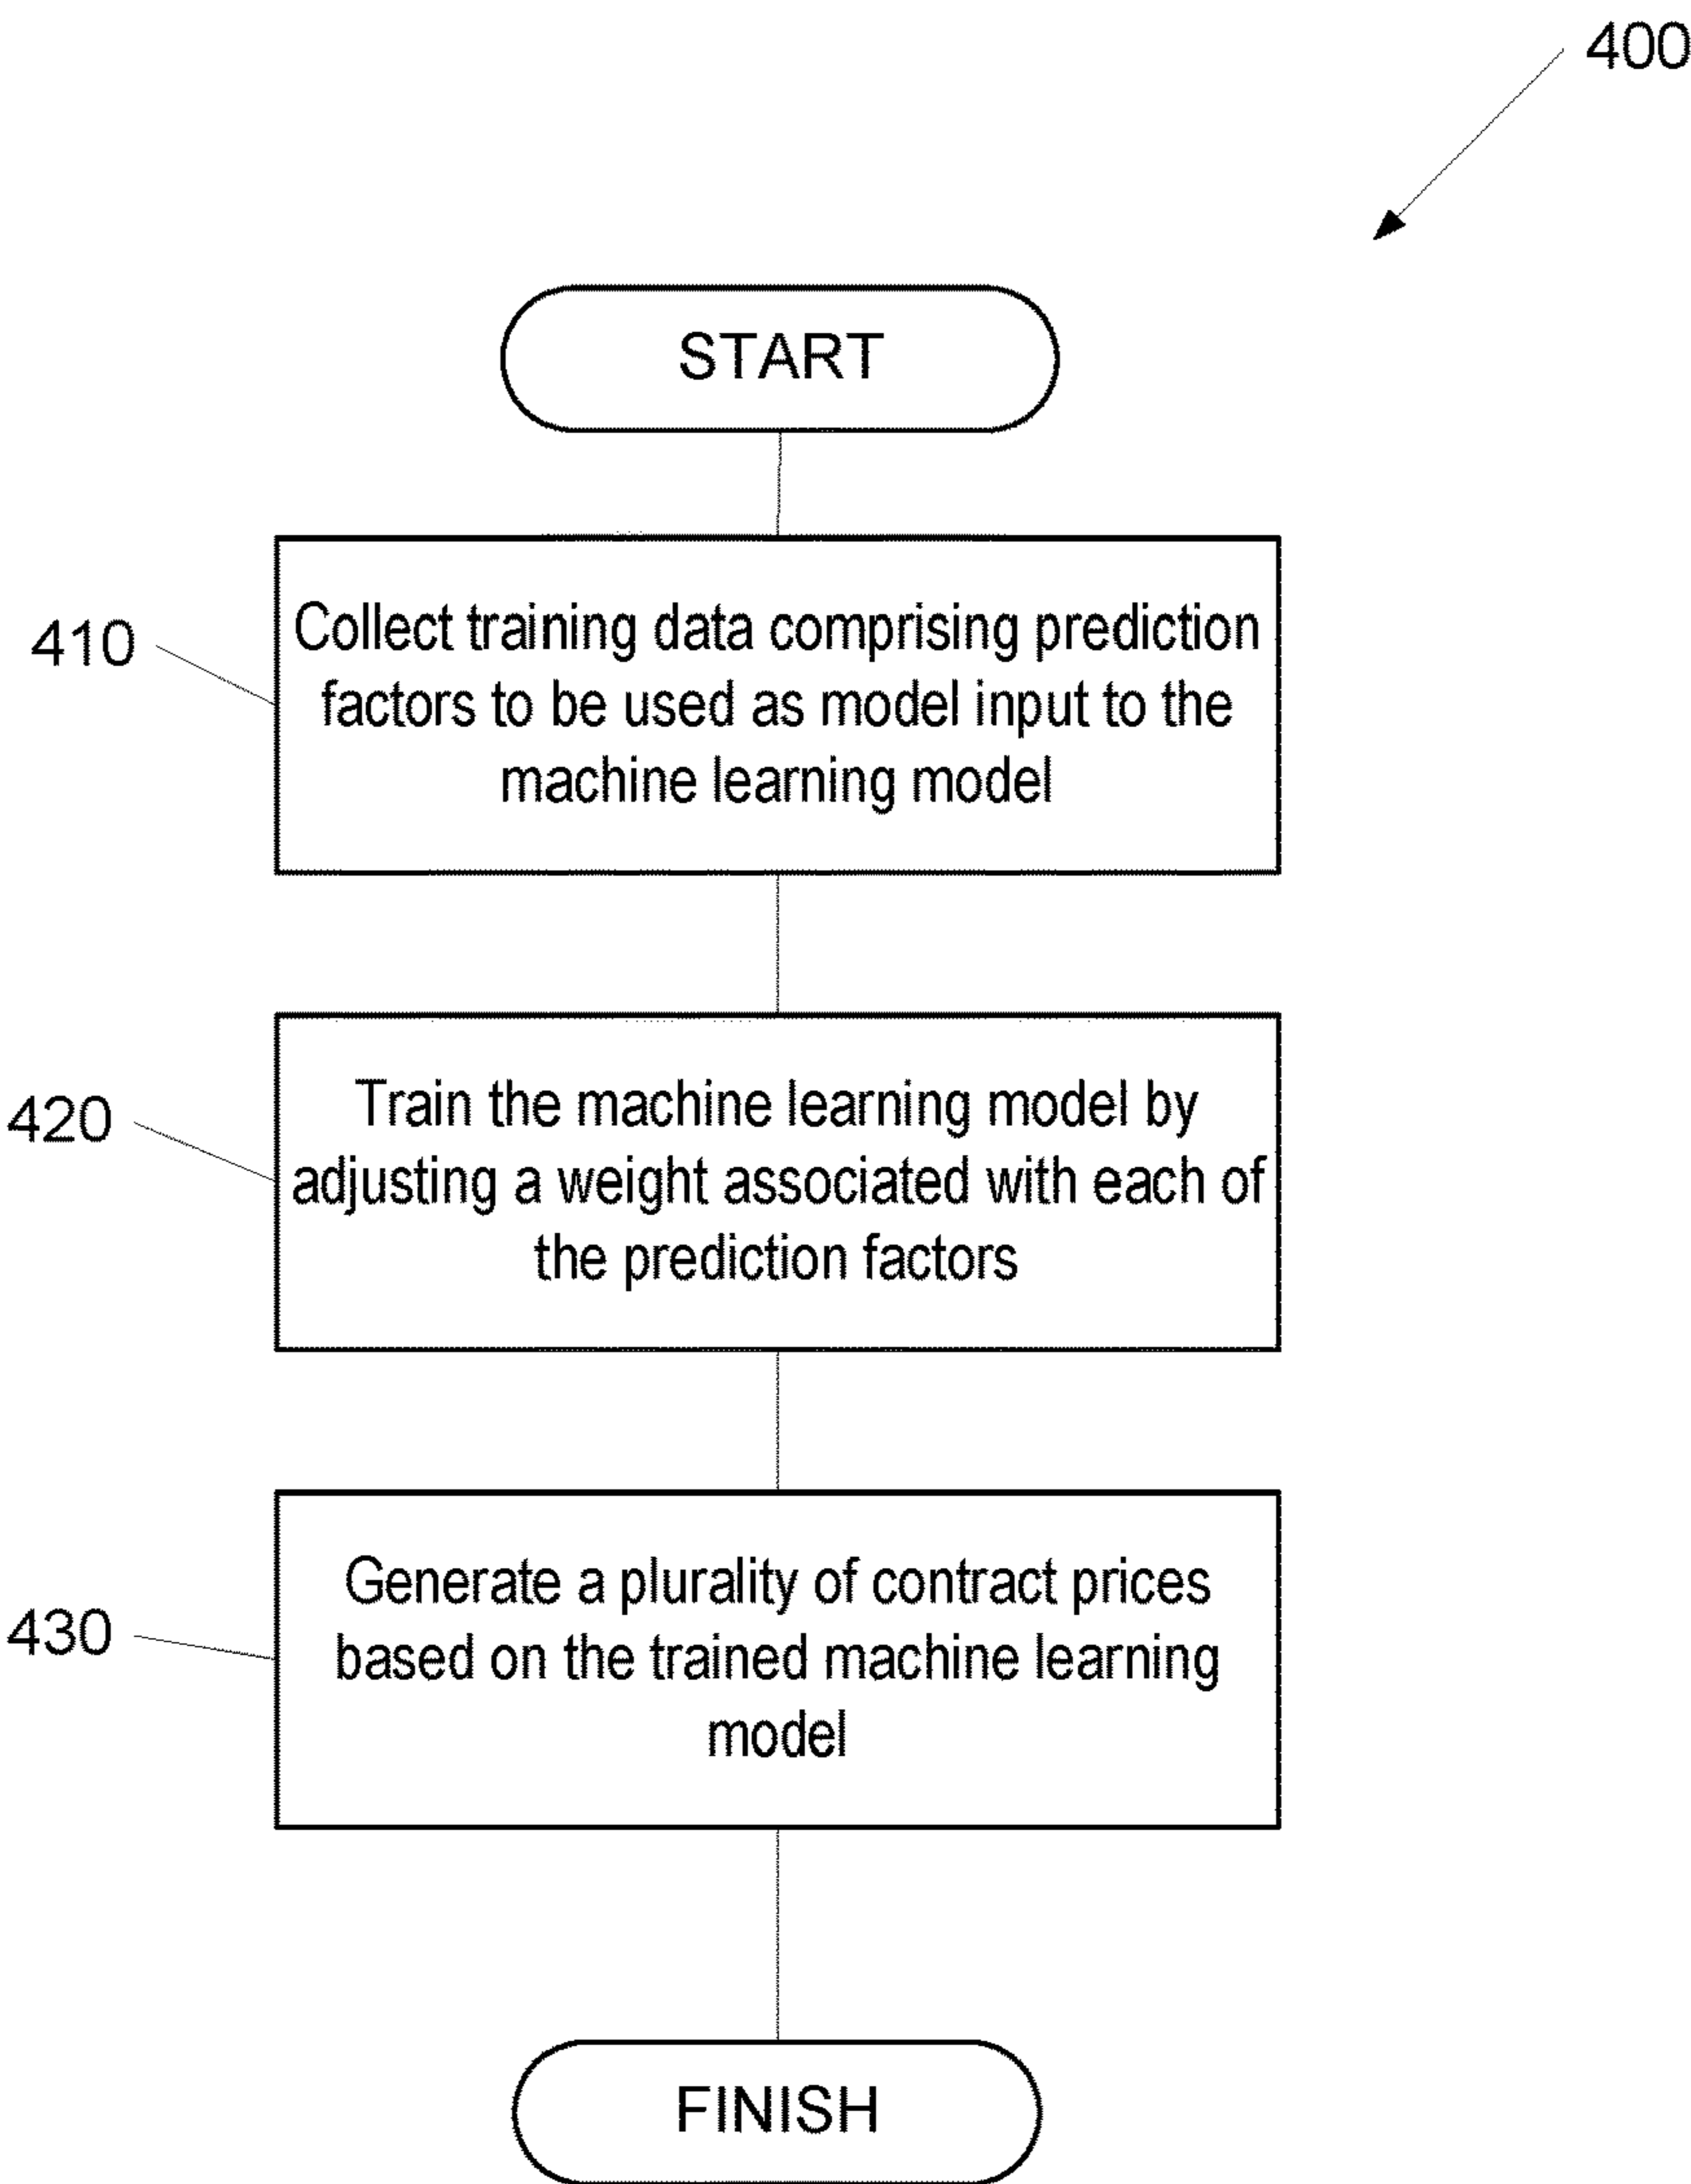 400
START
410
Collect training data comprising prediction
factors to be used as model input to the
machine learning model
420
Train the machine learning model by
adjusting a weight associated with each of
the prediction factors
430
Generate a plurality of contract prices
based on the trained machine learning
model
FINISH